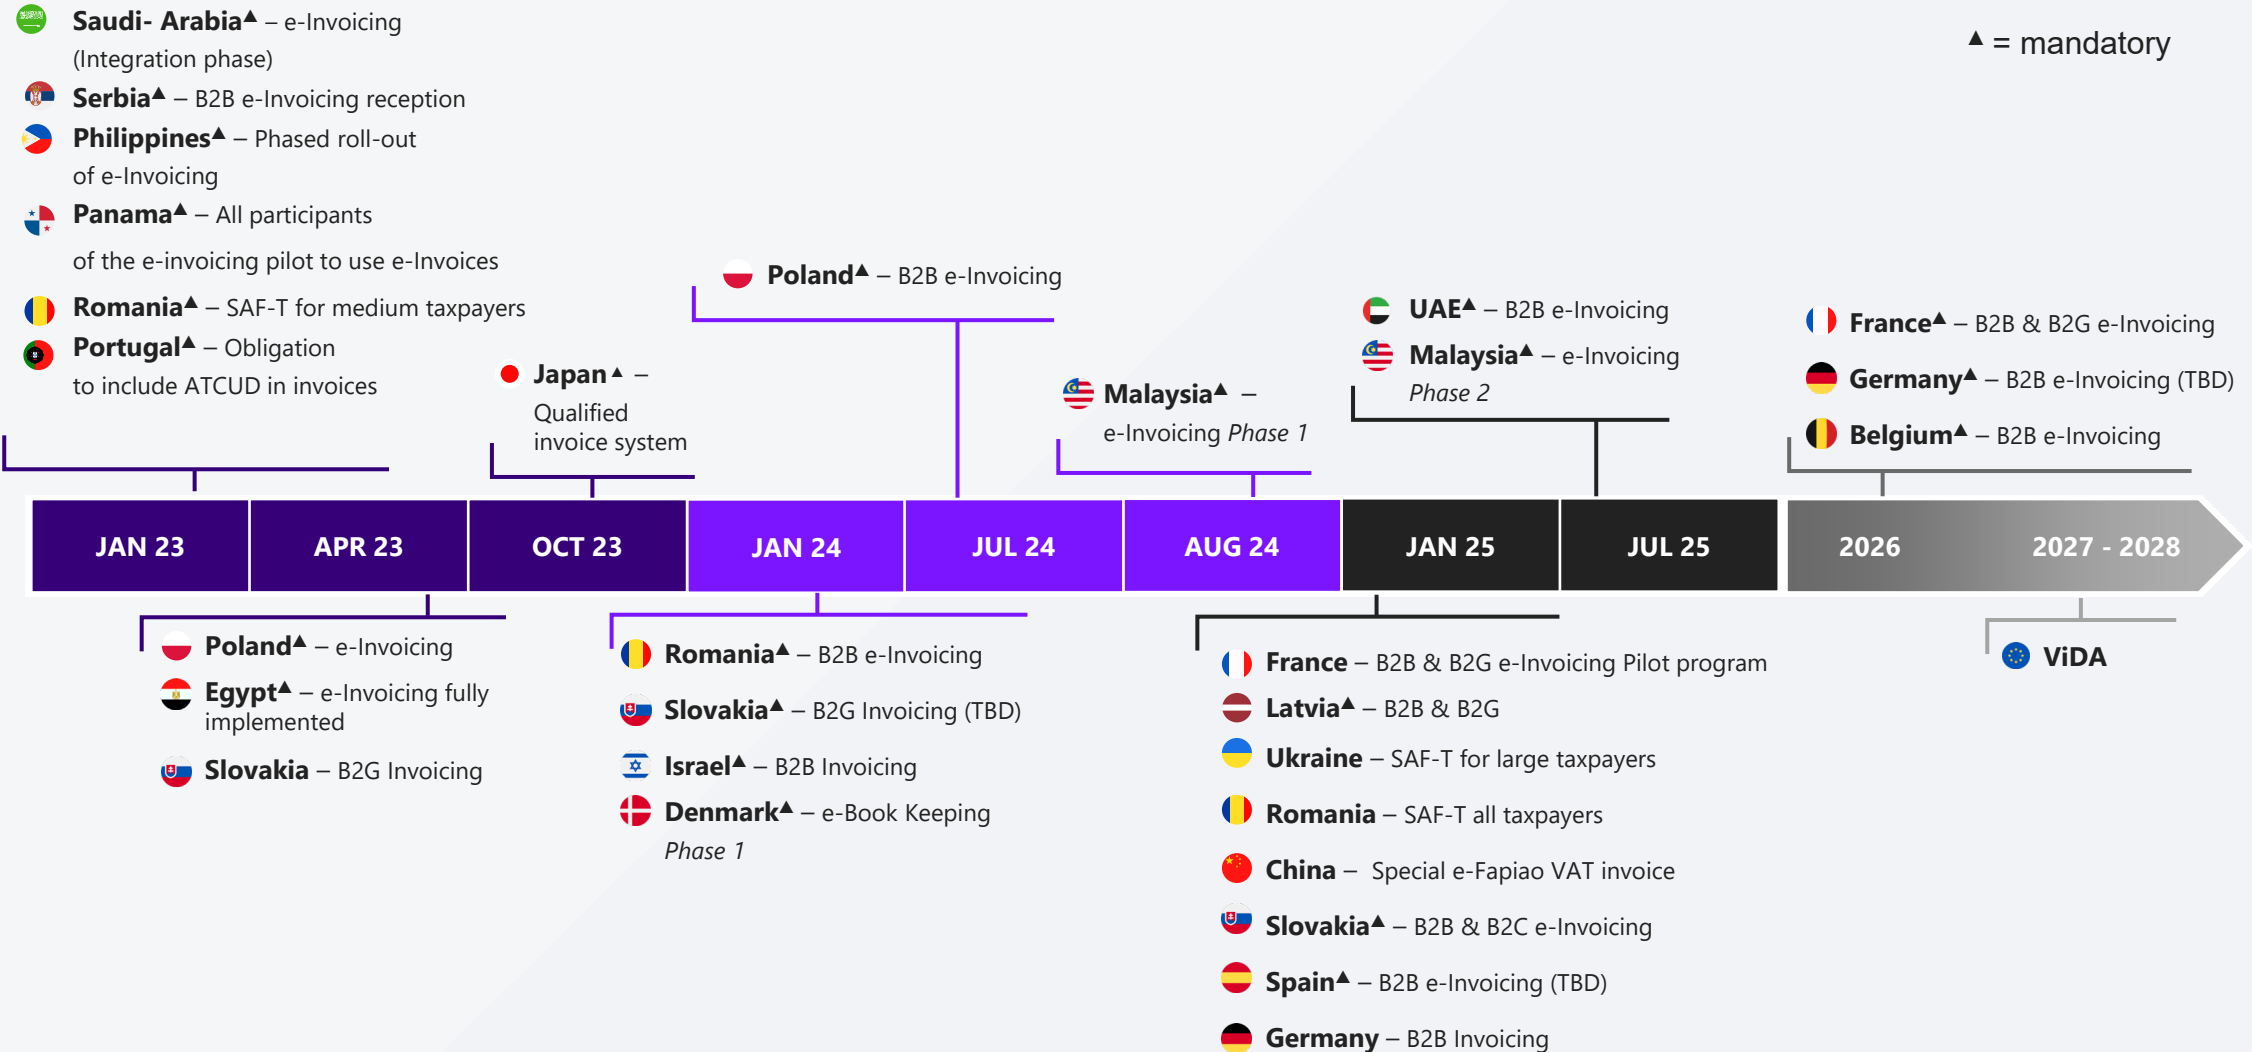 Saudi- Arabia▲ – e-Invoicing
(Integration phase)
Serbia▲ – B2B e-Invoicing reception
Philippines▲ – Phased roll-out
of e-Invoicing
Panama▲ – All participants
of the e-invoicing pilot to use e-Invoices
Romania▲ – SAF-T for medium taxpayers
Portugal▲ – Obligation
to include ATCUD in invoices
▲ = mandatory
Japan▲ –
Qualified
invoice system
Poland▲ – B2B e-Invoicing
Malaysia▲ –
e-Invoicing Phase 1
UAE▲ – B2B e-Invoicing
Malaysia▲ – e-Invoicing
Phase 2
France▲ – B2B & B2G e-Invoicing
Germany▲ – B2B e-Invoicing (TBD)
Belgium▲ – B2B e-Invoicing
JAN 23
APR 23
OCT 23
JAN 24
JUL 24
AUG 24
JAN 25
JUL 25
2026
2027 - 2028
Poland▲ – e-Invoicing
Egypt▲ – e-Invoicing fully
implemented
Slovakia – B2G Invoicing
Romania▲ – B2B e-Invoicing
Slovakia▲ – B2G Invoicing (TBD)
Israel▲ – B2B Invoicing
Denmark▲ – e-Book Keeping
Phase 1
France – B2B & B2G e-Invoicing Pilot program
Latvia▲ – B2B & B2G
Ukraine – SAF-T for large taxpayers
Romania – SAF-T all taxpayers
China – Special e-Fapiao VAT invoice
Slovakia▲ – B2B & B2C e-Invoicing
Spain▲ – B2B e-Invoicing (TBD)
Germany – B2B Invoicing
ViDA